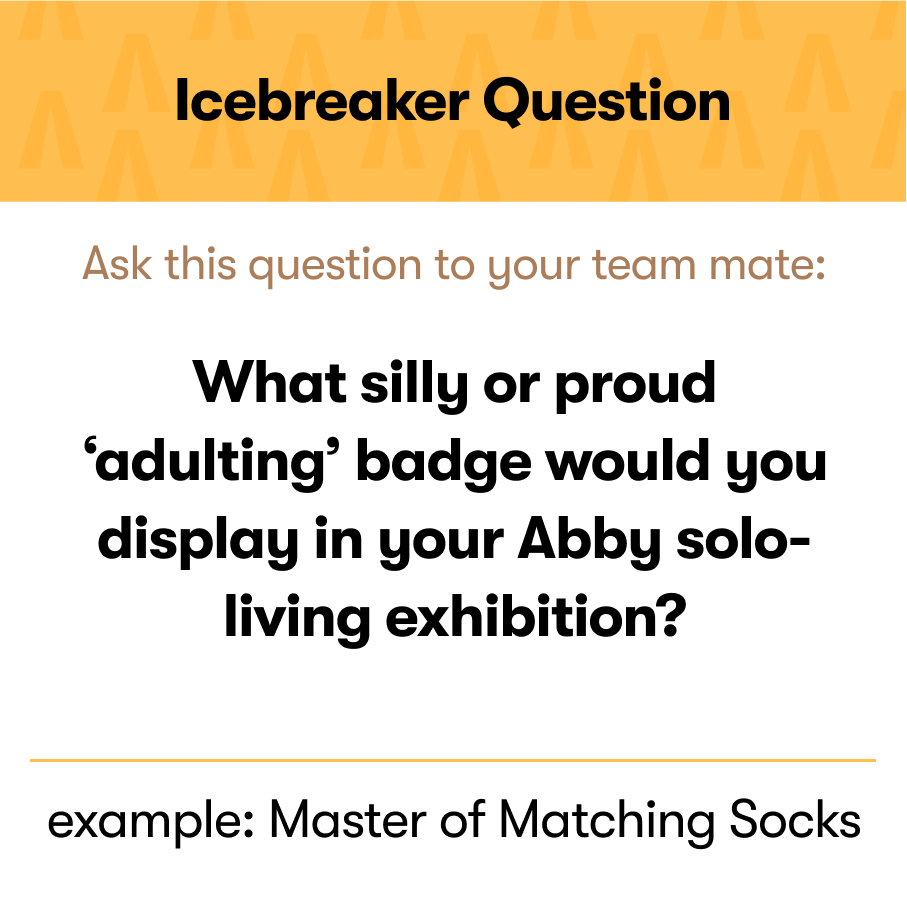 Icebreaker Question
Ask this question to your team mate:
What silly or proud
‘adulting’ badge would you
display in your Abby solo-
living exhibition?
example: Master of Matching Socks